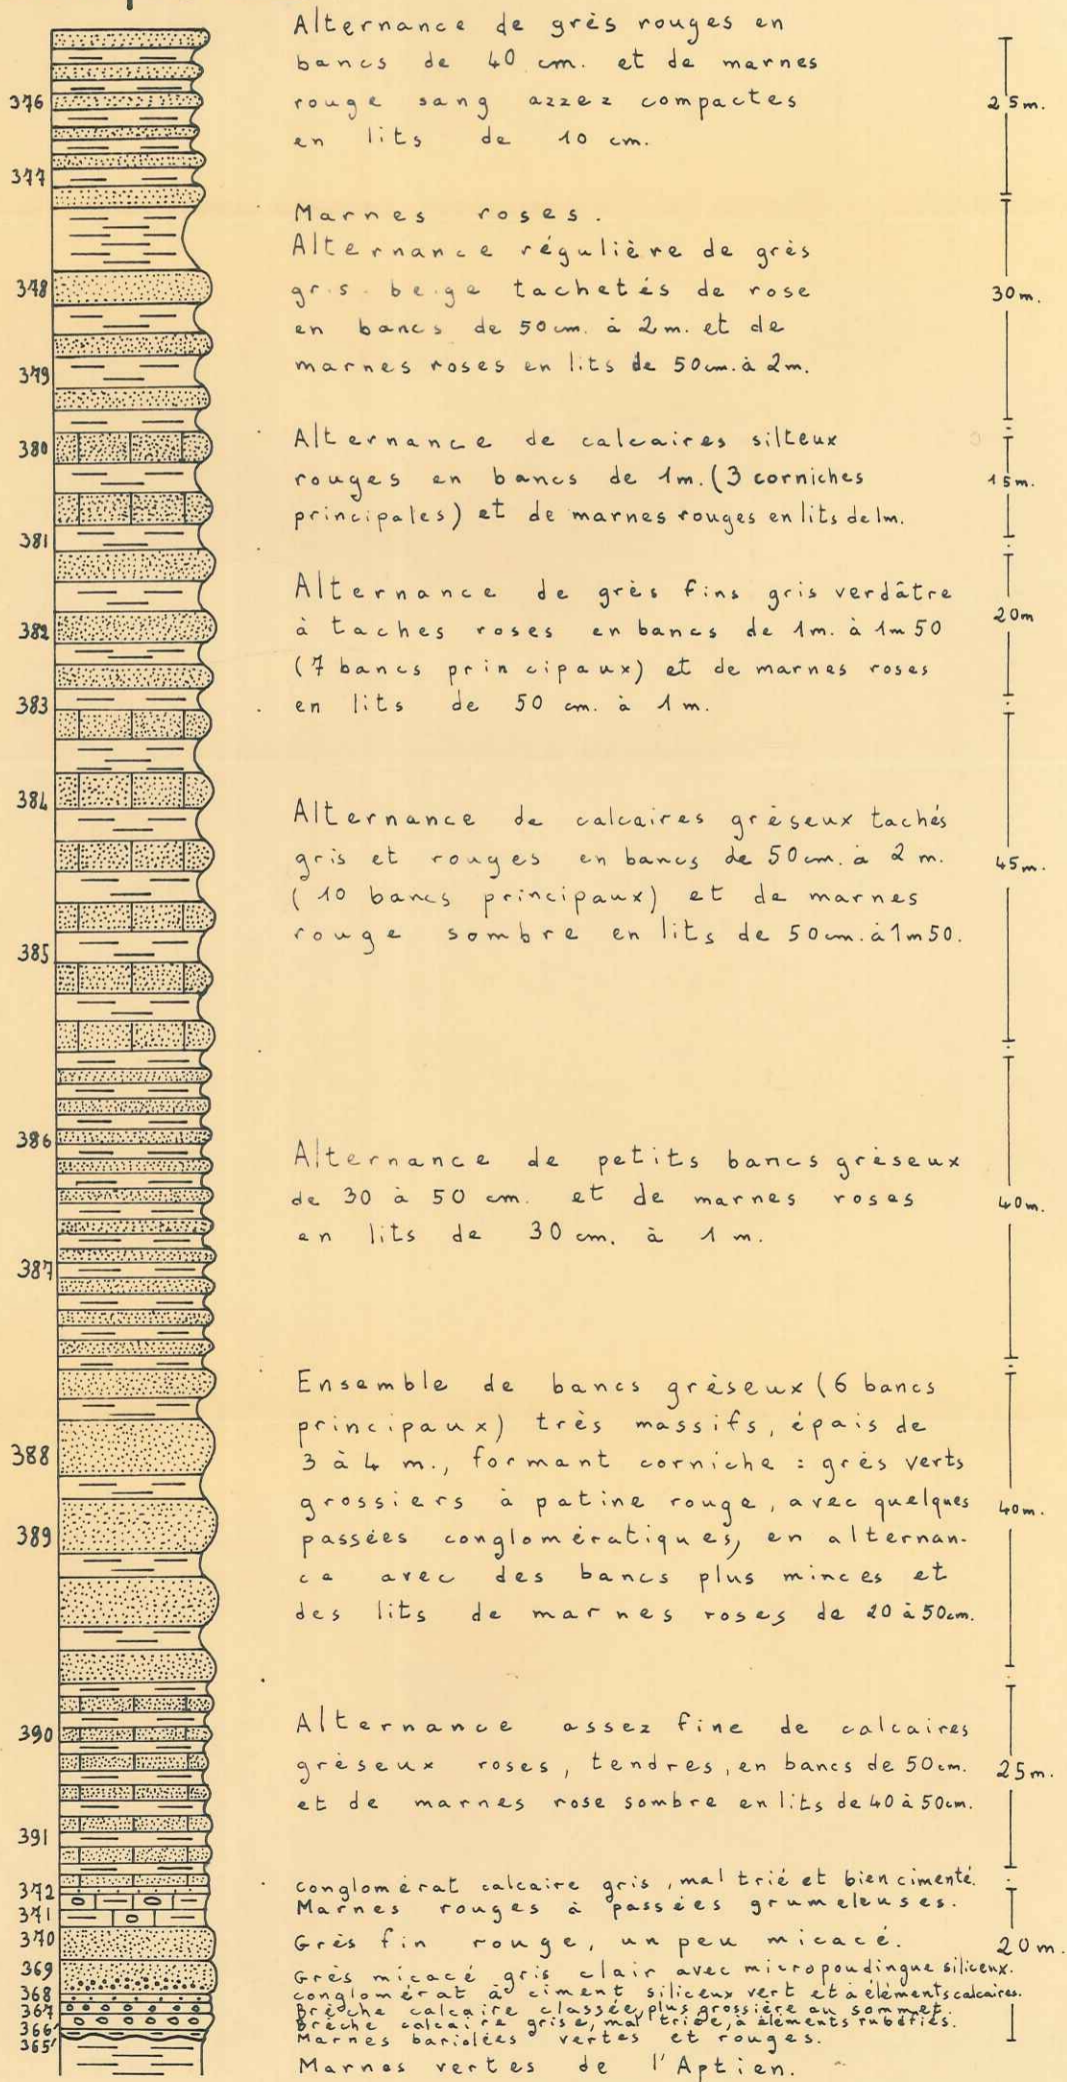 Alternance de grès rouges en
bancs de 40 cm. et de marnes
376 rouge sang azzez compactes 25m.
en lits de 10 cm.
377
Marnes roses.
Alternance régulière de grès
378 gris beige tachetés de rose 30m.
en bancs de 50cm. à 2m. et de
379 marnes roses en lits de 50cm. à 2m.
380 Alternance de calcaires silteux
rouges en bancs de 1m. (3 corniches 15m.
principales) et de marnes rouges en lits de 1m.
381
Alternance de grès fins gris verdâtre
382 à taches roses en bancs de 1m. à 1m50 20m
(7 bancs principaux) et de marnes roses
383 en lits de 50 cm. à 1m.
384 Alternance de calcaires grèseux tachés
gris et rouges en bancs de 50cm. à 2 m. 45m.
(10 bancs principaux) et de marnes
rouge sombre en lits de 50cm. à 1m50.
385
386 Alternance de petits bancs grèseux
de 30 à 50 cm. et de marnes roses 40m.
en lits de 30 cm. à 1 m.
387
Ensemble de bancs grèseux (6 bancs
principaux) très massifs, épais de
388 3 à 4 m., formant corniche : grès verts
grossiers à patine rouge, avec quelques 40m.
389 passées conglomératiques, en alternan-
ce avec des bancs plus minces et
des lits de marnes roses de 20 à 50cm.
390 Alternance assez fine de calcaires
grèseux roses, tendres, en bancs de 50cm. 25m.
et de marnes rose sombre en lits de 40 à 50cm.
391
372 Conglomérat calcaire gris, mal trié et bien cimenté.
371 Marnes rouges à passées grumeleuses.
370 Grès fin rouge, un peu micacé. 20m.
369 Grès micacé gris clair avec micropoudingue siliceux.
368 Conglomérat à ciment siliceux vert et à éléments calcaires.
367 Brèche calcaire classée, plus grossière au sommet.
366 Brèche calcaire grise, mal triée, à éléments rubéfiés.
365 Marnes bariolées vertes et rouges.
Marnes vertes de l'Aptien.